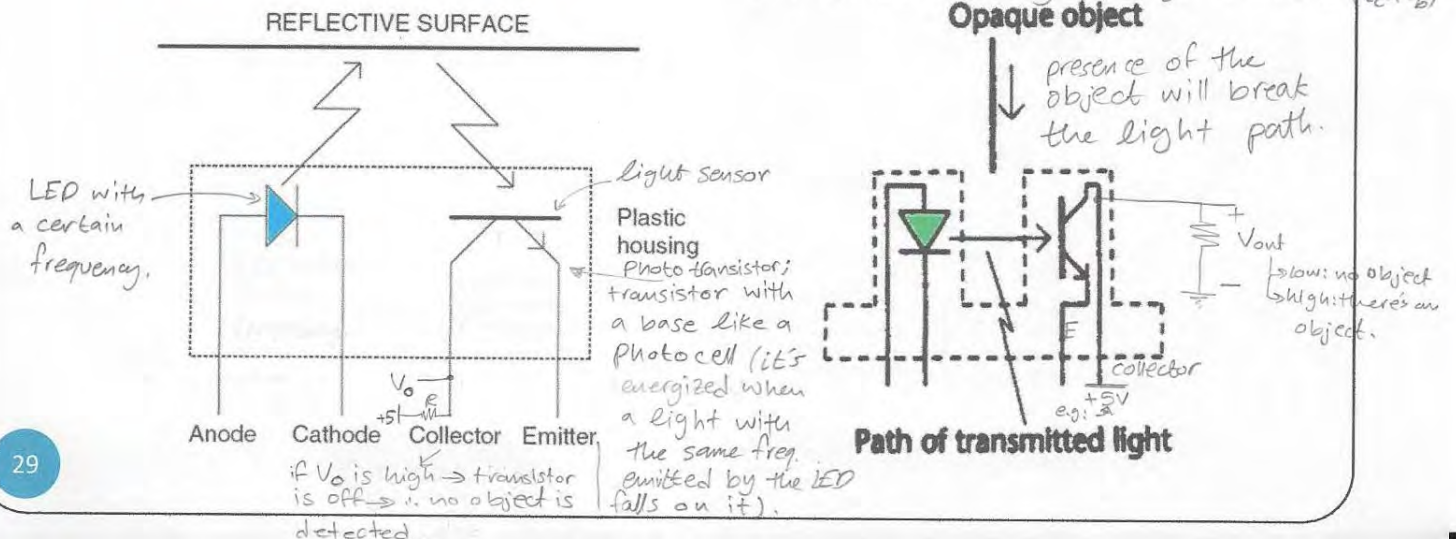 REFLECTIVE SURFACE
LED with
a certain
frequency.
light sensor
Plastic
housing
Photo transistor;
transistor with
a base like a
photocell (it's
energized when
a light with
the same freq.
emitted by the LED
falls on it).
Vo
+5 R
Anode Cathode Collector Emitter
if Vo is high → transistor
is off → ∴ no object is
detected
29
Opaque object
presence of the
object will break
the light path.
+
Vout
−
↳ low: no object
↳ high: there's an
object.
E
collector
+5V
e.g:
Path of transmitted light